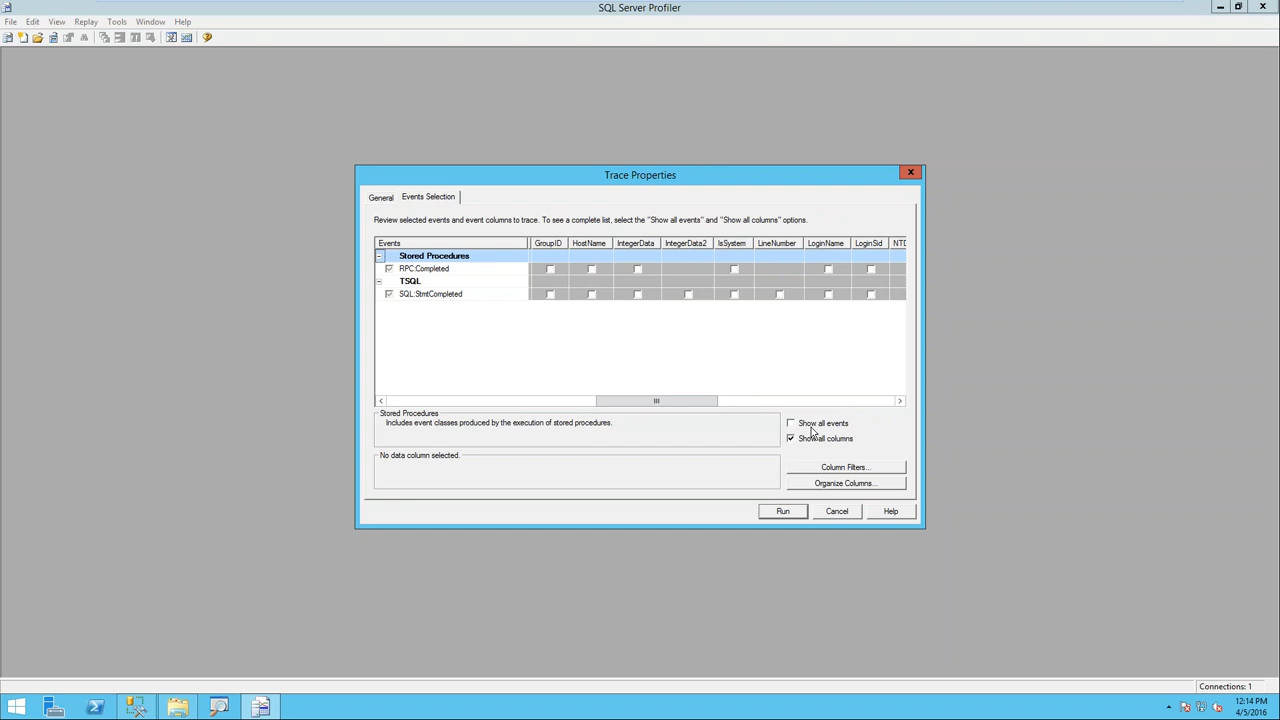 SQL Server Profiler
File Edit View Replay Tools Window Help
Trace Properties
General Events Selection
Review selected events and event columns to trace. To see a complete list, select the "Show all events" and "Show all columns" options.
Events GroupID HostName IntegerData IntegerData2 IsSystem LineNumber LoginName LoginSid NTD
Stored Procedures
RPC:Completed
TSQL
SQL:StmtCompleted
Stored Procedures
Includes event classes produced by the execution of stored procedures.
Show all events
Show all columns
No data column selected.
Column Filters...
Organize Columns...
Run Cancel Help
Connections: 1
12:14 PM
4/5/2016